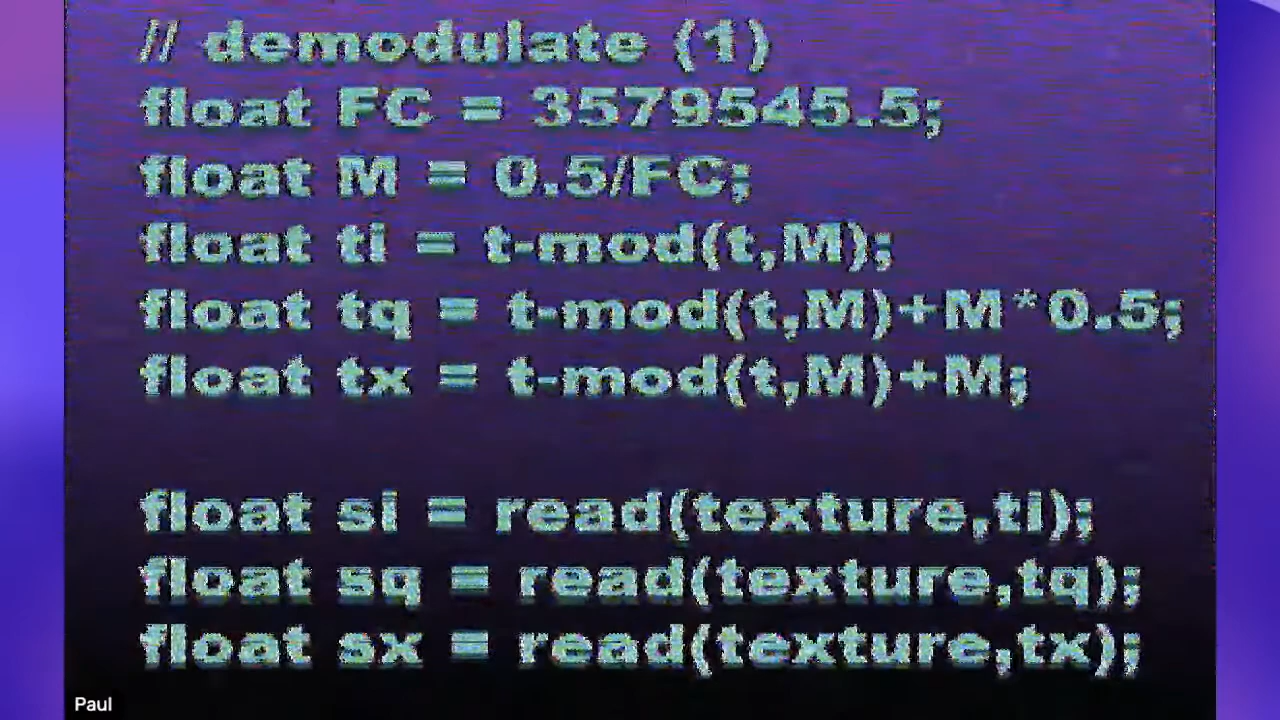 // demodulate (1)
float FC = 3579545.5;
float M = 0.5/FC;
float ti = t-mod(t,M);
float tq = t-mod(t,M)+M*0.5;
float tx = t-mod(t,M)+M;
float si = read(texture,ti);
float sq = read(texture,tq);
float sx = read(texture,tx);
Paul